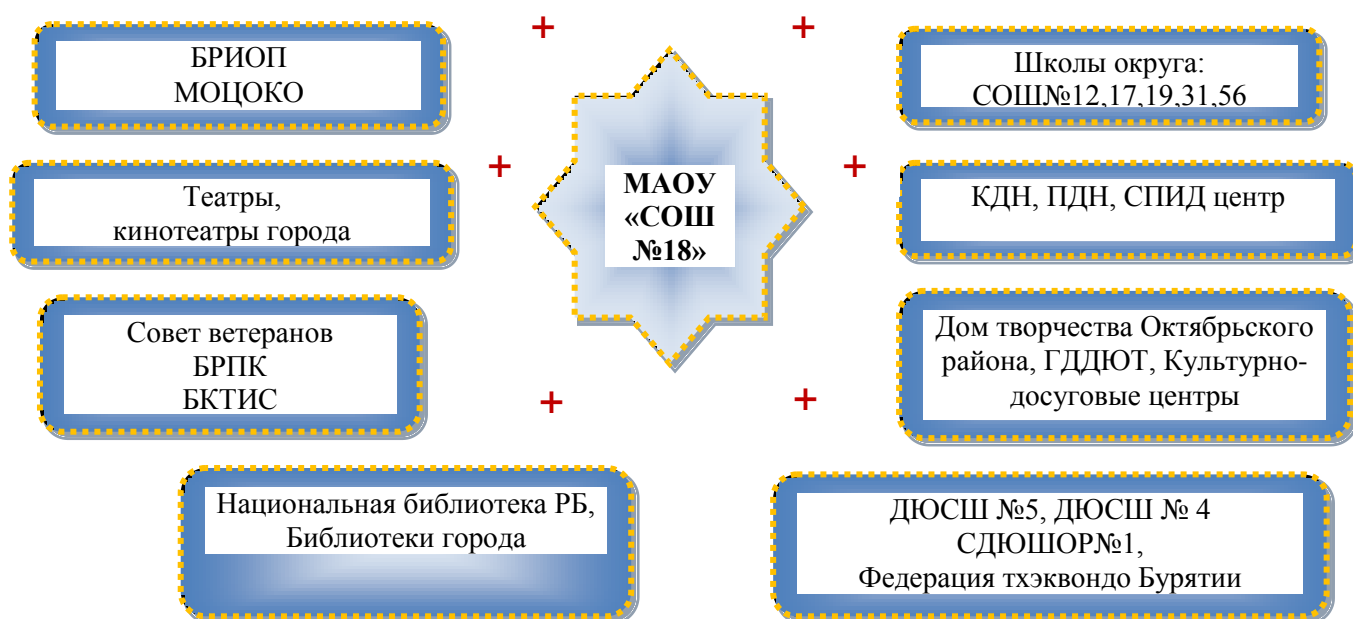 +
+
БРИОП
МОЦОКО
Школы округа:
СОШ№12,17,19,31,56
+
+
Театры,
кинотеатры города
МАОУ
«СОШ
№18»
КДН, ПДН, СПИД центр
Совет ветеранов
БРПК
БКТИС
Дом творчества Октябрьского
района, ГДДЮТ, Культурно-
досуговые центры
+
+
Национальная библиотека РБ,
Библиотеки города
ДЮСШ №5, ДЮСШ № 4
СДЮШОР№1,
Федерация тхэквондо Бурятии